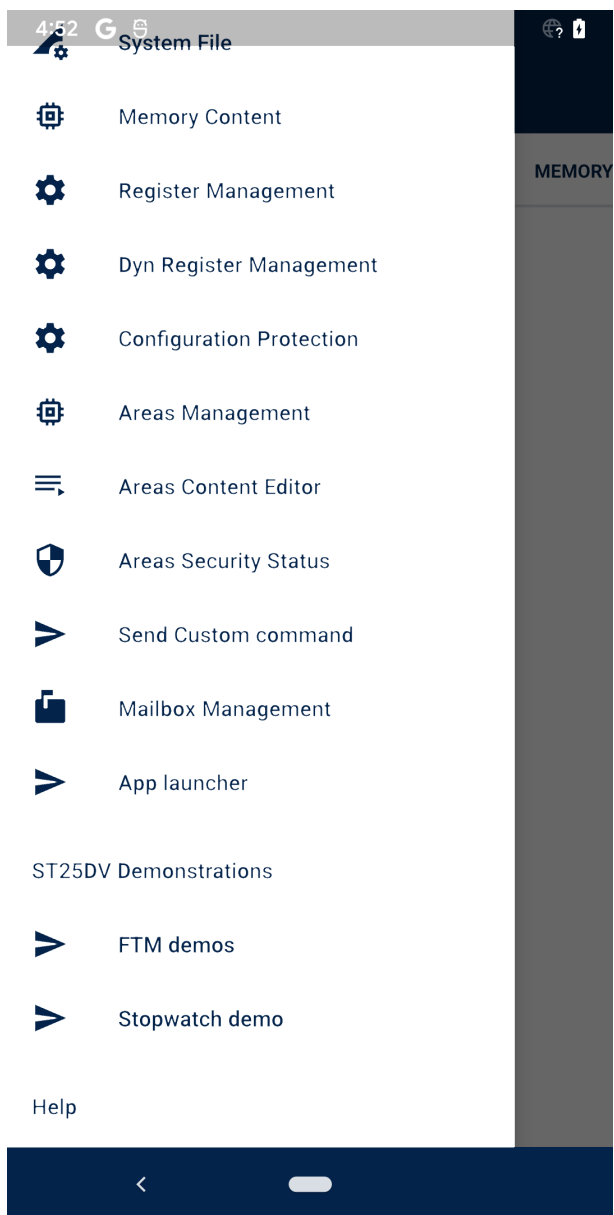 4:52 G
System File
Memory Content
MEMORY
Register Management
Dyn Register Management
Configuration Protection
Areas Management
Areas Content Editor
Areas Security Status
Send Custom command
Mailbox Management
App launcher
ST25DV Demonstrations
FTM demos
Stopwatch demo
Help